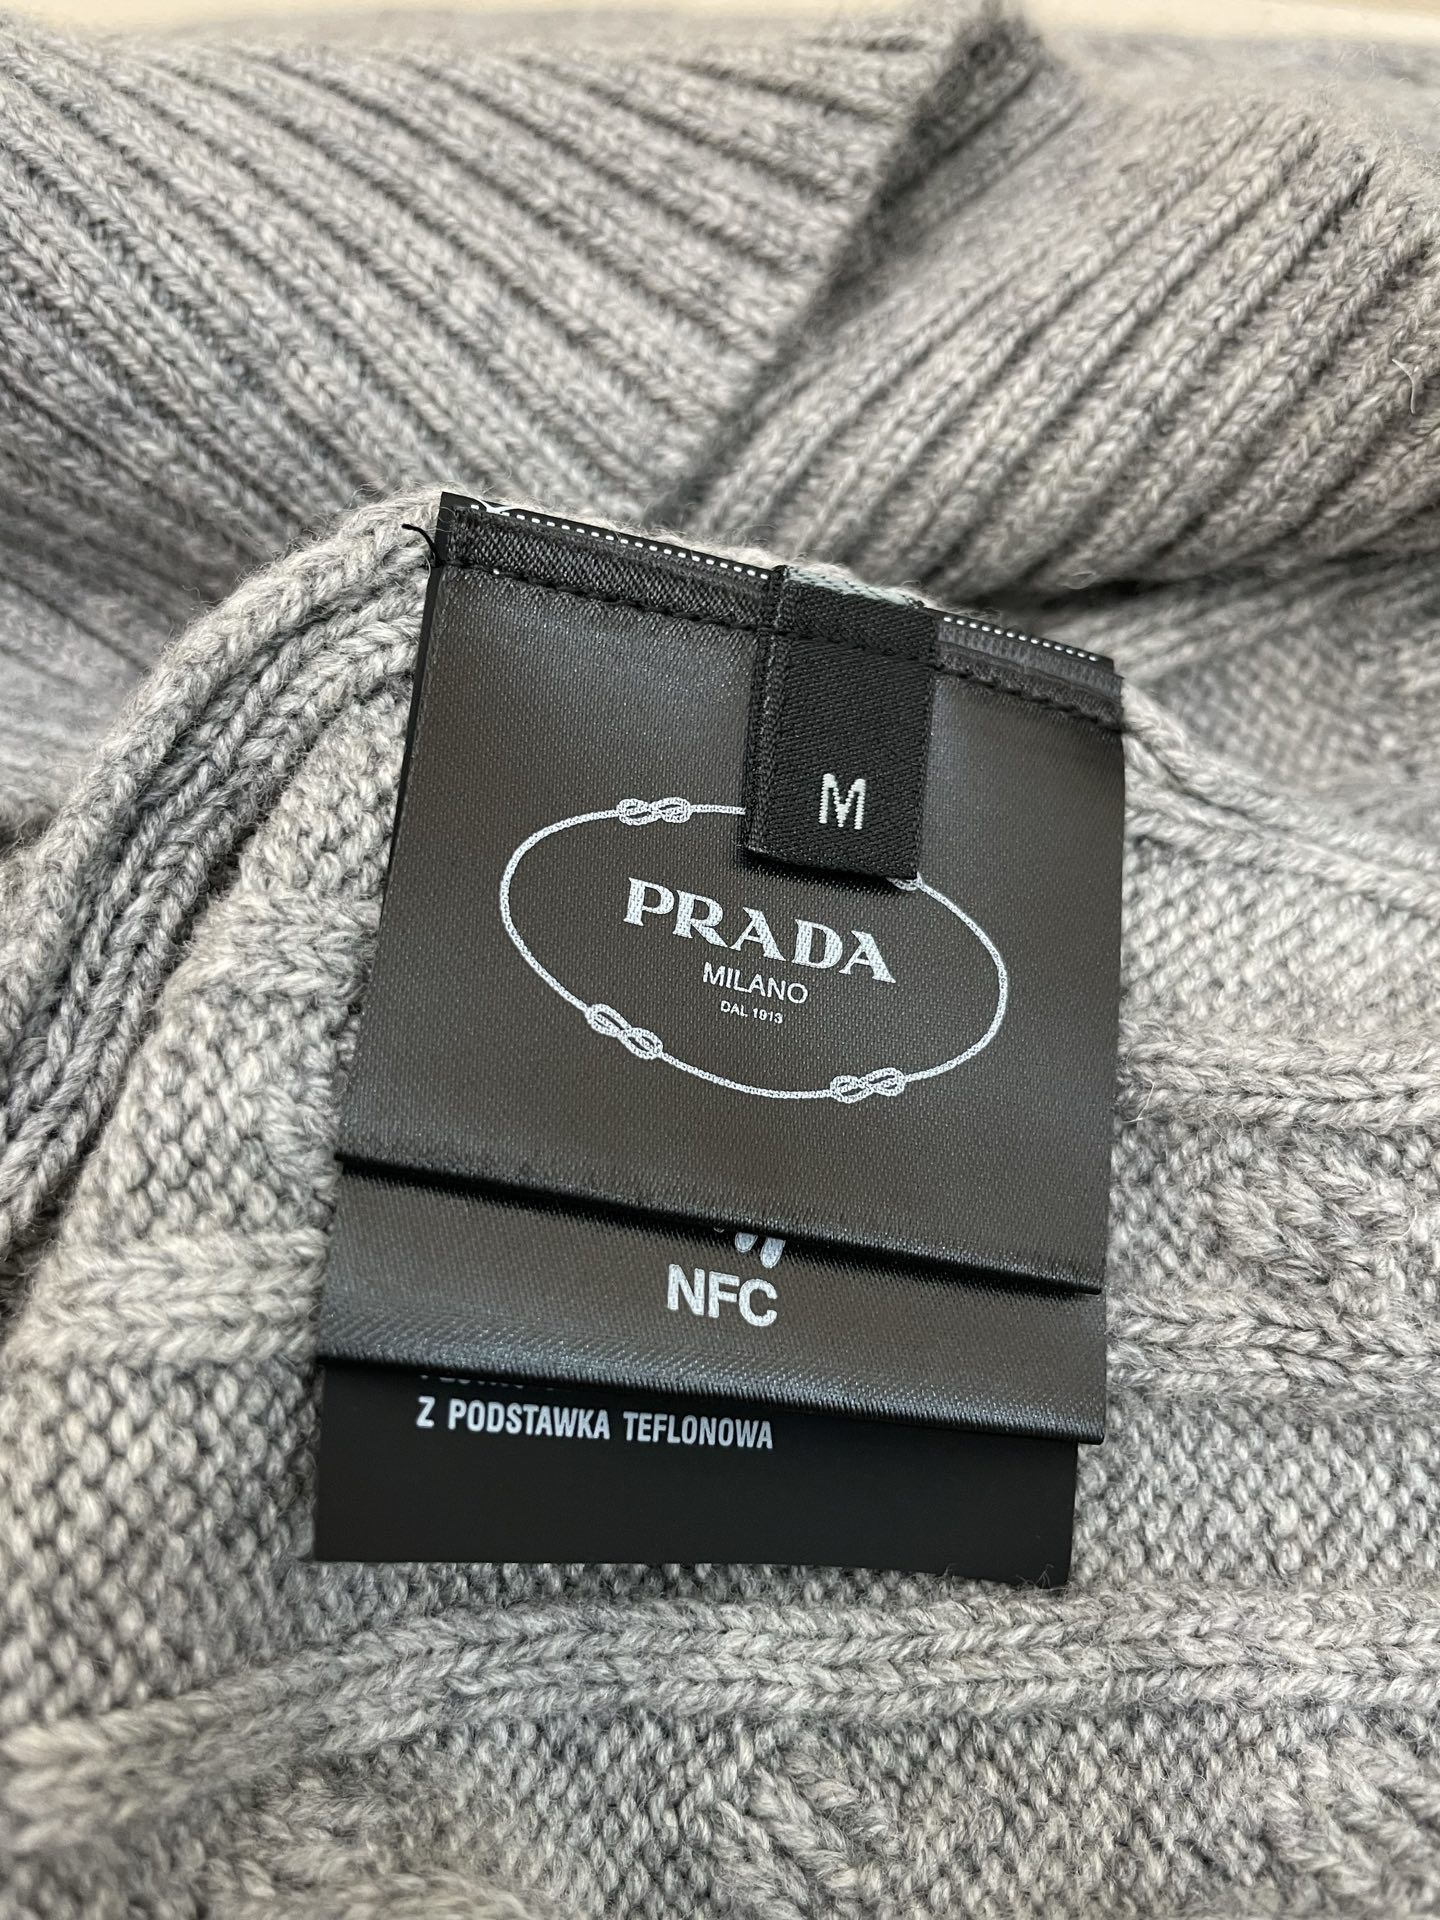 M
PRADA
MILANO
DAL 1913
NFC
Z PODSTAWKA TEFLONOWA